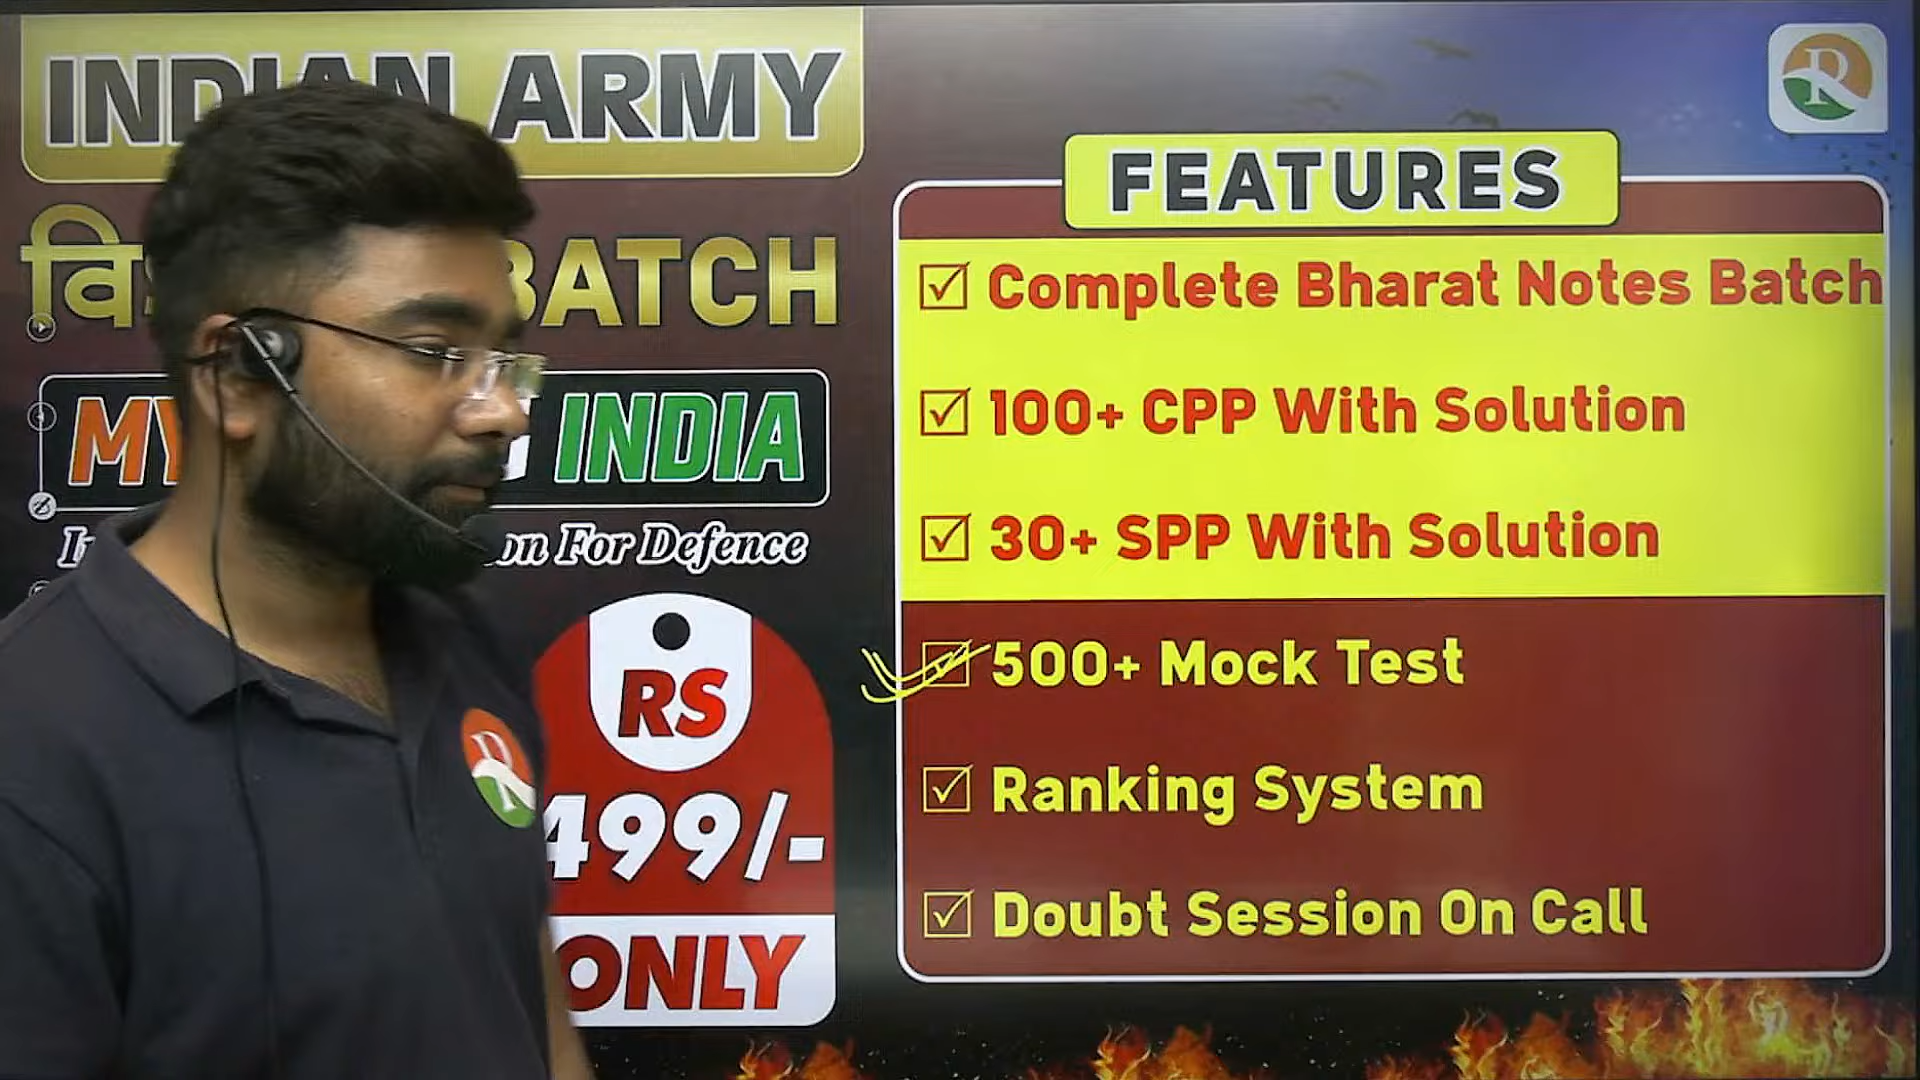 ARMY
BATCH
INDIA
For Defence
RS
499/-
ONLY
R
FEATURES
Complete Bharat Notes Batch
100+ CPP With Solution
30+ SPP With Solution
500+ Mock Test
Ranking System
Doubt Session On Call
R